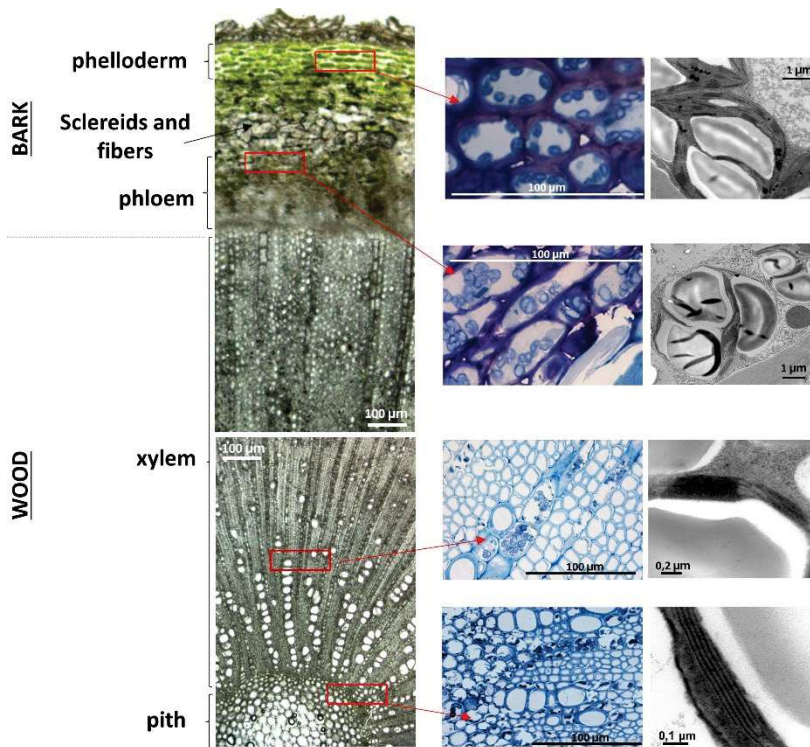 phelloderm
BARK
Sclereids and
fibers
phloem
100 µm
1 µm
100 µm
100 µm
1 µm
WOOD
xylem
100 µm
100 µm
0,2 µm
pith
100 µm
0,1 µm